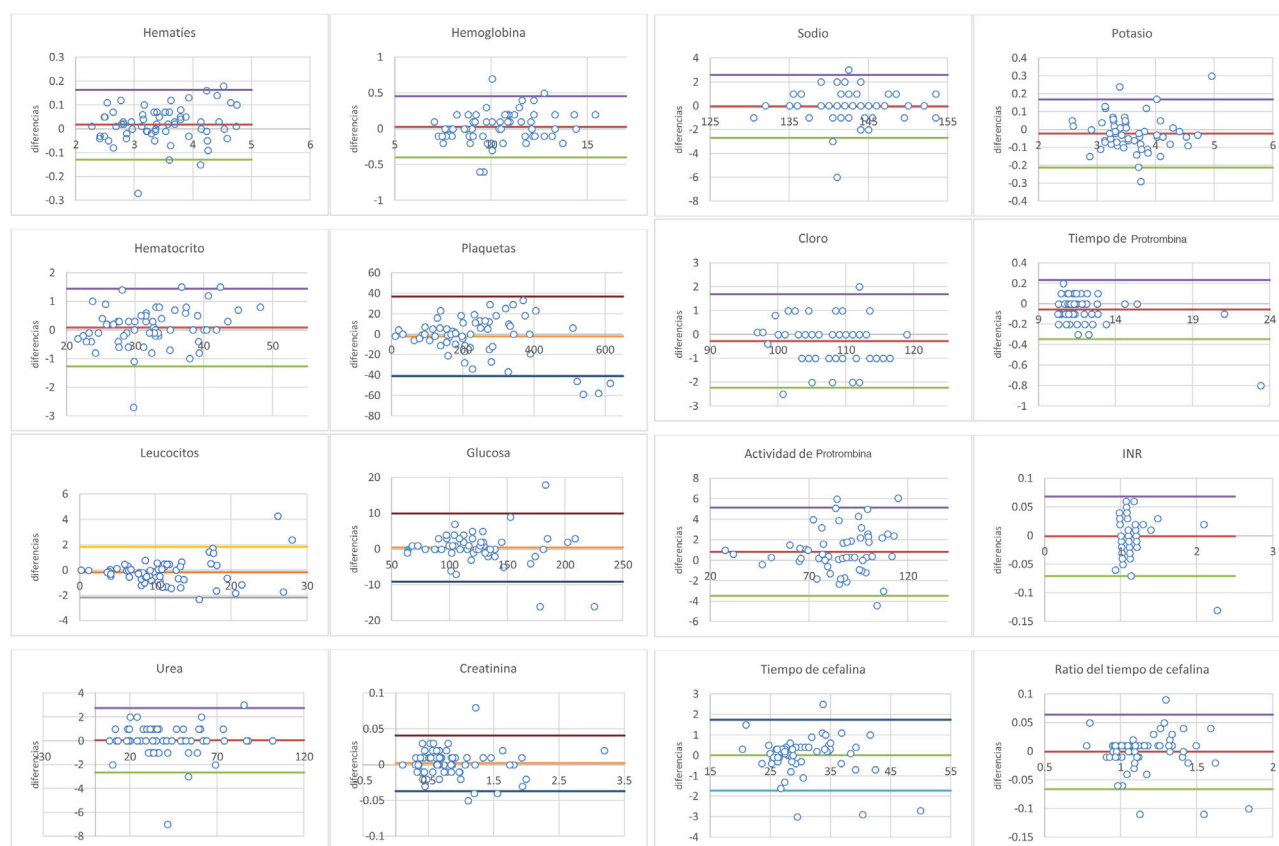 Hematíes
diferencias
0.3
0.2
0.1
0
-0.1
-0.2
-0.3
2 3 4 5 6
Hemoglobina
diferencias
1
0.5
0
-0.5
-1
5 10 15
Sodio
diferencias
4
2
0
-2
-4
-6
-8
125 135 145 155
Potasio
diferencias
0.4
0.3
0.2
0.1
0
-0.1
-0.2
-0.3
-0.4
2 3 4 5 6
Hematocrito
diferencias
2
1
0
-1
-2
-3
20 30 40 50
Plaquetas
diferencias
60
40
20
0
-20
-40
-60
-80
0 200 400 600
Cloro
diferencias
3
2
1
0
-1
-2
-3
90 100 110 120
Tiempo de Protrombina
diferencias
0.4
0.2
0
-0.2
-0.4
-0.6
-0.8
-1
9 14 19 24
Leucocitos
diferencias
6
4
2
0
-2
-4
0 10 20 30
Glucosa
diferencias
20
10
0
-10
-20
50 100 150 200 250
Actividad de Protrombina
diferencias
8
6
4
2
0
-2
-4
-6
20 70 120
INR
diferencias
0.1
0.05
0
-0.05
-0.1
-0.15
0 1 2 3
Urea
diferencias
4
2
0
-2
-4
-6
-8
-30 20 70 120
Creatinina
diferencias
0.1
0.05
0
-0.05
-0.1
-0.5 0.5 1.5 2.5 3.5
Tiempo de cefalina
diferencias
3
2
1
0
-1
-2
-3
-4
15 25 35 45 55
Ratio del tiempo de cefalina
diferencias
0.1
0.05
0
-0.05
-0.1
-0.15
0.5 1 1.5 2